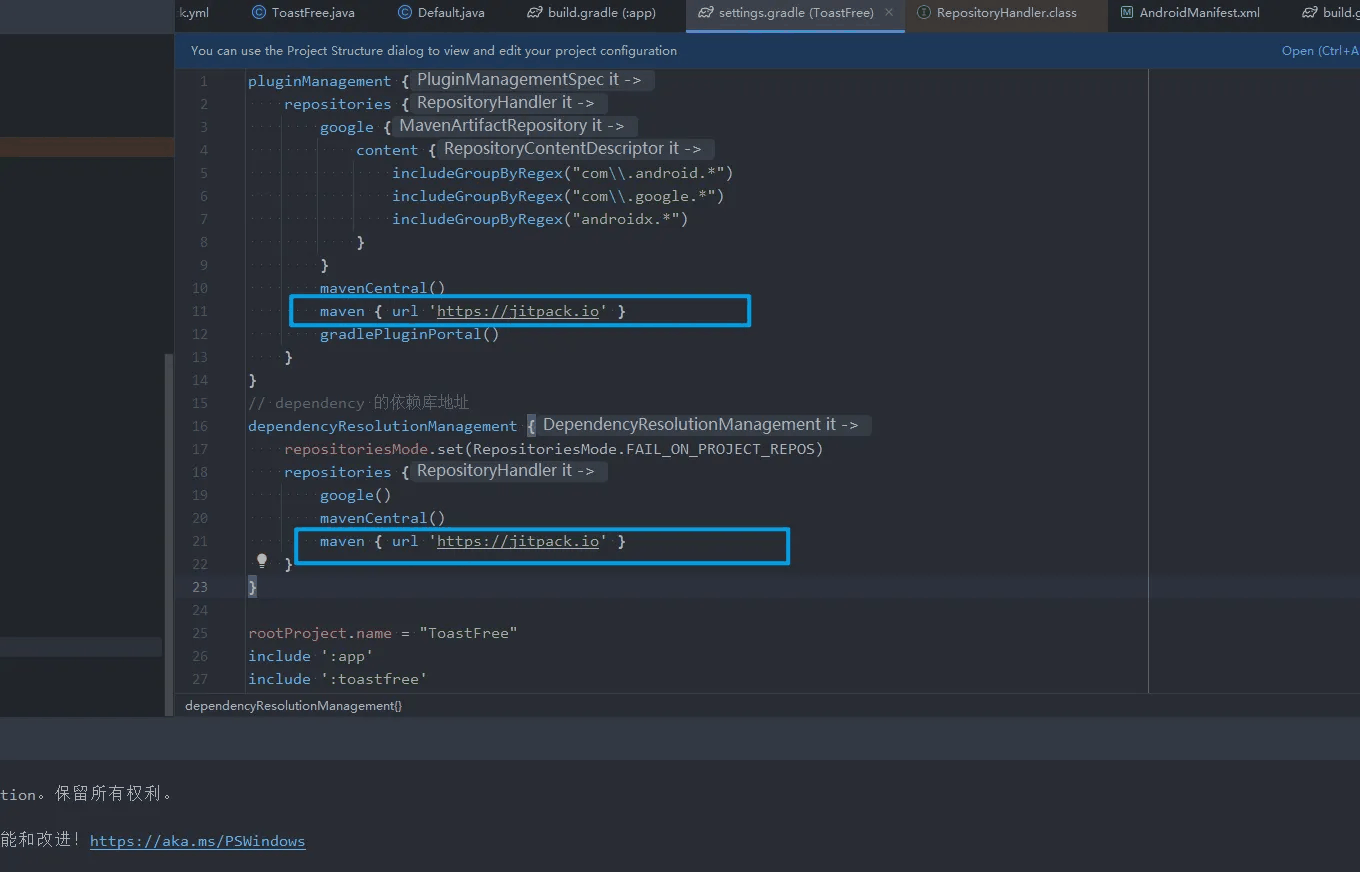 k.yml ToastFree.java Default.java build.gradle (:app) settings.gradle (ToastFree) RepositoryHandler.class AndroidManifest.xml build.g
You can use the Project Structure dialog to view and edit your project configuration Open (Ctrl+A
1 pluginManagement { PluginManagementSpec it ->
2 repositories { RepositoryHandler it ->
3 google { MavenArtifactRepository it ->
4 content { RepositoryContentDescriptor it ->
5 includeGroupByRegex("com\\.android.*")
6 includeGroupByRegex("com\\.google.*")
7 includeGroupByRegex("androidx.*")
8 }
9 }
10 mavenCentral()
11 maven { url 'https://jitpack.io' }
12 gradlePluginPortal()
13 }
14 }
15 // dependency 的依赖库地址
16 dependencyResolutionManagement { DependencyResolutionManagement it ->
17 repositoriesMode.set(RepositoriesMode.FAIL_ON_PROJECT_REPOS)
18 repositories { RepositoryHandler it ->
19 google()
20 mavenCentral()
21 maven { url 'https://jitpack.io' }
22 }
23 }
24
25 rootProject.name = "ToastFree"
26 include ':app'
27 include ':toastfree'
dependencyResolutionManagement{}
tion。保留所有权利。
能和改进！https://aka.ms/PSWindows